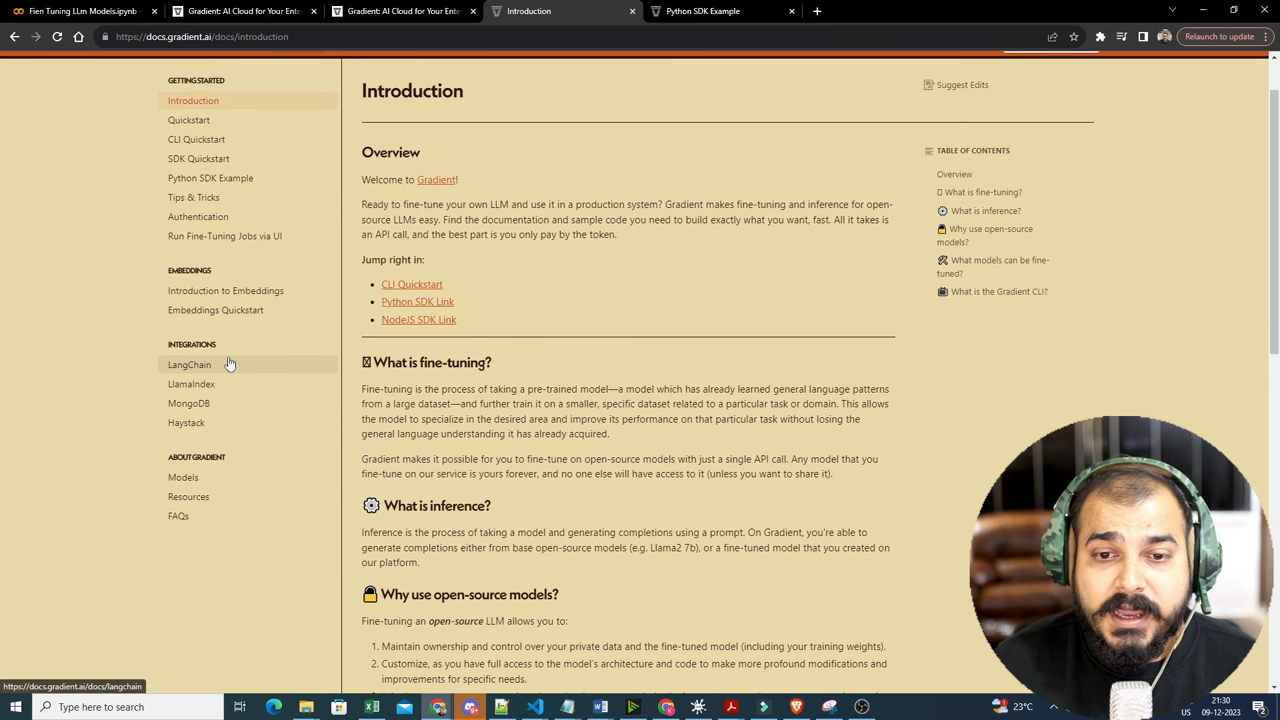 Fien Tuning LLM Models.ipynb -
Gradient: AI Cloud for Your Ente
Gradient: AI Cloud for Your Ente
Introduction
Python SDK Example
https://docs.gradient.ai/docs/introduction
Relaunch to update
GETTING STARTED
Introduction
Quickstart
CLI Quickstart
SDK Quickstart
Python SDK Example
Tips & Tricks
Authentication
Run Fine-Tuning Jobs via UI
EMBEDDINGS
Introduction to Embeddings
Embeddings Quickstart
INTEGRATIONS
LangChain
LlamaIndex
MongoDB
Haystack
ABOUT GRADIENT
Models
Resources
FAQs
Introduction
Suggest Edits
Overview
Welcome to Gradient!
Ready to fine-tune your own LLM and use it in a production system? Gradient makes fine-tuning and inference for open-
source LLMs easy. Find the documentation and sample code you need to build exactly what you want, fast. All it takes is
an API call, and the best part is you only pay by the token.
Jump right in:
• CLI Quickstart
• Python SDK Link
• NodeJS SDK Link
What is fine-tuning?
Fine-tuning is the process of taking a pre-trained model—a model which has already learned general language patterns
from a large dataset—and further train it on a smaller, specific dataset related to a particular task or domain. This allows
the model to specialize in the desired area and improve its performance on that particular task without losing the
general language understanding it has already acquired.
Gradient makes it possible for you to fine-tune on open-source models with just a single API call. Any model that you
fine-tune on our service is yours forever, and no one else will have access to it (unless you want to share it).
What is inference?
Inference is the process of taking a model and generating completions using a prompt. On Gradient, you're able to
generate completions either from base open-source models (e.g. Llama2 7b), or a fine-tuned model that you created on
our platform.
Why use open-source models?
Fine-tuning an open-source LLM allows you to:
1. Maintain ownership and control over your private data and the fine-tuned model (including your training weights).
2. Customize, as you have full access to the model's architecture and code to make more profound modifications and
improvements for specific needs.
TABLE OF CONTENTS
Overview
What is fine-tuning?
What is inference?
Why use open-source
models?
What models can be fine-
tuned?
What is the Gradient CLI?
https://docs.gradient.ai/docs/langchain
Type here to search
23°C
US
21:30
09-12-2023